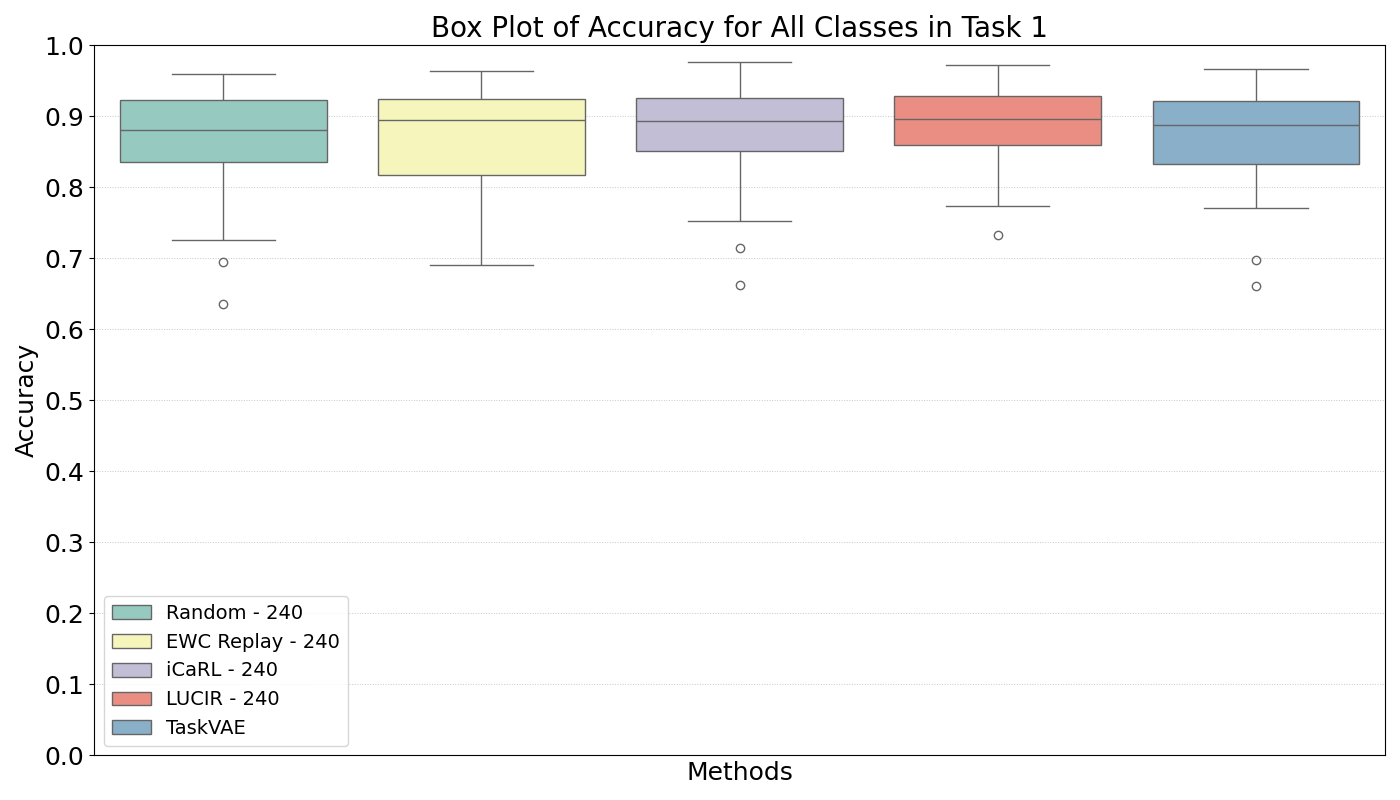 Box Plot of Accuracy for All Classes in Task 1
1.0
0.9
0.8
0.7
0.6
0.5
0.4
0.3
0.2
0.1
0.0
Accuracy
Random - 240
EWC Replay - 240
iCaRL - 240
LUCIR - 240
TaskVAE
Methods